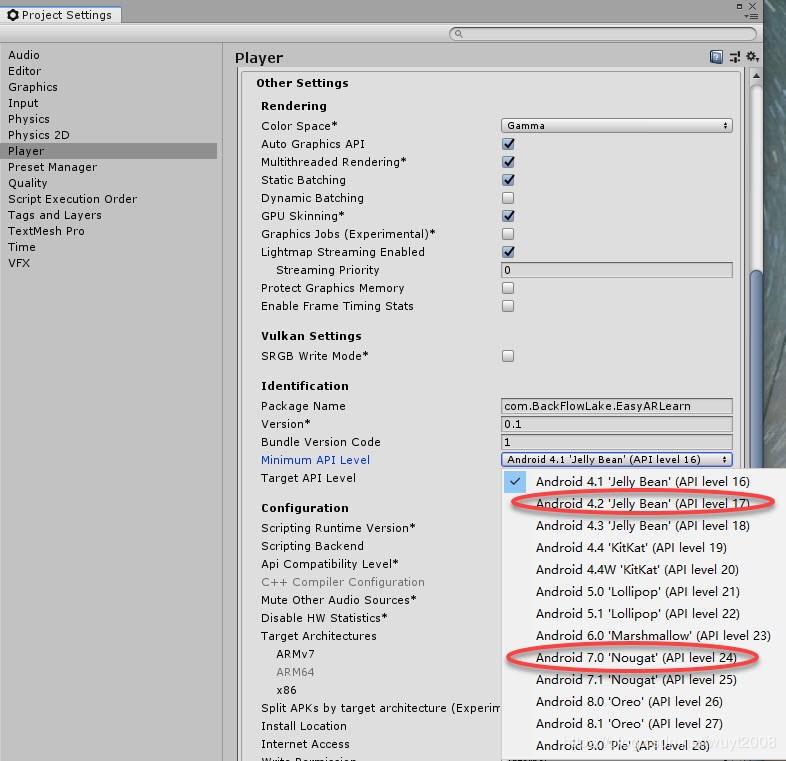 Project Settings
Audio
Editor
Graphics
Input
Physics
Physics 2D
Player
Preset Manager
Quality
Script Execution Order
Tags and Layers
TextMesh Pro
Time
VFX
Player
Other Settings
Rendering
Color Space* Gamma
Auto Graphics API
Multithreaded Rendering*
Static Batching
Dynamic Batching
GPU Skinning*
Graphics Jobs (Experimental)*
Lightmap Streaming Enabled
Streaming Priority 0
Protect Graphics Memory
Enable Frame Timing Stats
Vulkan Settings
SRGB Write Mode*
Identification
Package Name com.BackFlowLake.EasyARLearn
Version* 0.1
Bundle Version Code 1
Minimum API Level Android 4.1 'Jelly Bean' (API level 16)
Target API Level
Configuration
Scripting Runtime Version*
Scripting Backend
Api Compatibility Level*
C++ Compiler Configuration
Mute Other Audio Sources*
Disable HW Statistics*
Target Architectures
ARMv7
ARM64
x86
Split APKs by target architecture (Experim
Install Location
Internet Access
Android 4.1 'Jelly Bean' (API level 16)
Android 4.2 'Jelly Bean' (API level 17)
Android 4.3 'Jelly Bean' (API level 18)
Android 4.4 'KitKat' (API level 19)
Android 4.4W 'KitKat' (API level 20)
Android 5.0 'Lollipop' (API level 21)
Android 5.1 'Lollipop' (API level 22)
Android 6.0 'Marshmallow' (API level 23)
Android 7.0 'Nougat' (API level 24)
Android 7.1 'Nougat' (API level 25)
Android 8.0 'Oreo' (API level 26)
Android 8.1 'Oreo' (API level 27)
Android 9.0 'Pie' (API level 28)